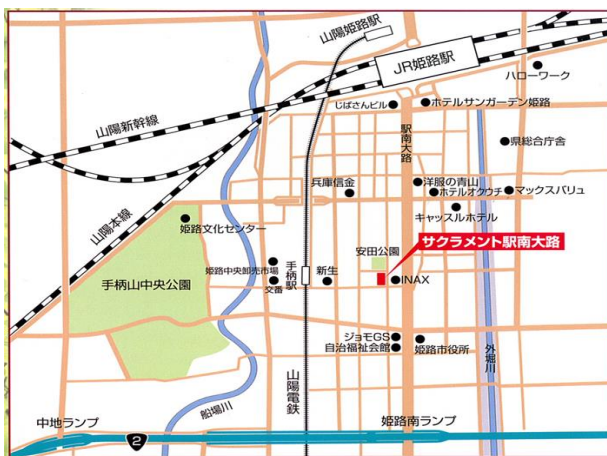 山陽姫路駅
JR姫路駅
ハローワーク
じばさんビル
ホテルサンガーデン姫路
山陽新幹線
駅南大路
県総合庁舎
兵庫信金
洋服の青山
ホテルオクウチ
マックスバリュ
キャッスルホテル
山陽本線
姫路文化センター
安田公園
サクラメント駅南大路
手柄山中央公園
姫路中央卸売市場
交番
手柄駅
新生
INAX
ジョモGS
自治福祉会館
姫路市役所
外堀川
山陽電鉄
船場川
中地ランプ
2
姫路南ランプ